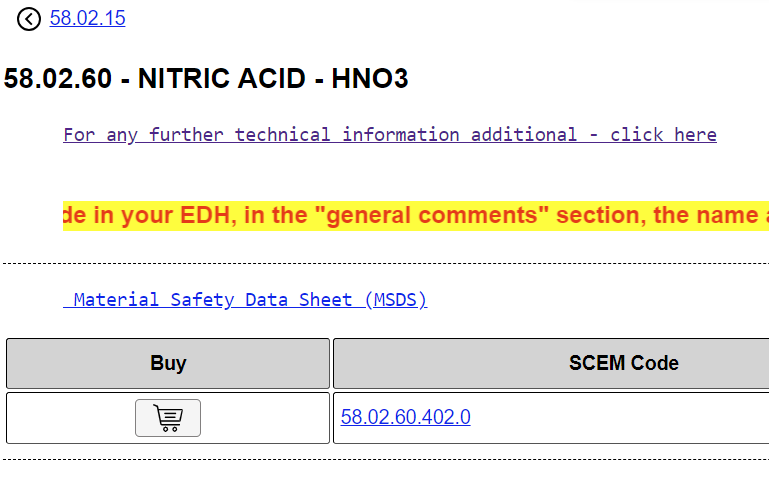 58.02.15
58.02.60 - NITRIC ACID - HNO3
For any further technical information additional - click here
in your EDH, in the "general comments" section, the name
Material Safety Data Sheet (MSDS)
Buy SCEM Code
58.02.60.402.0